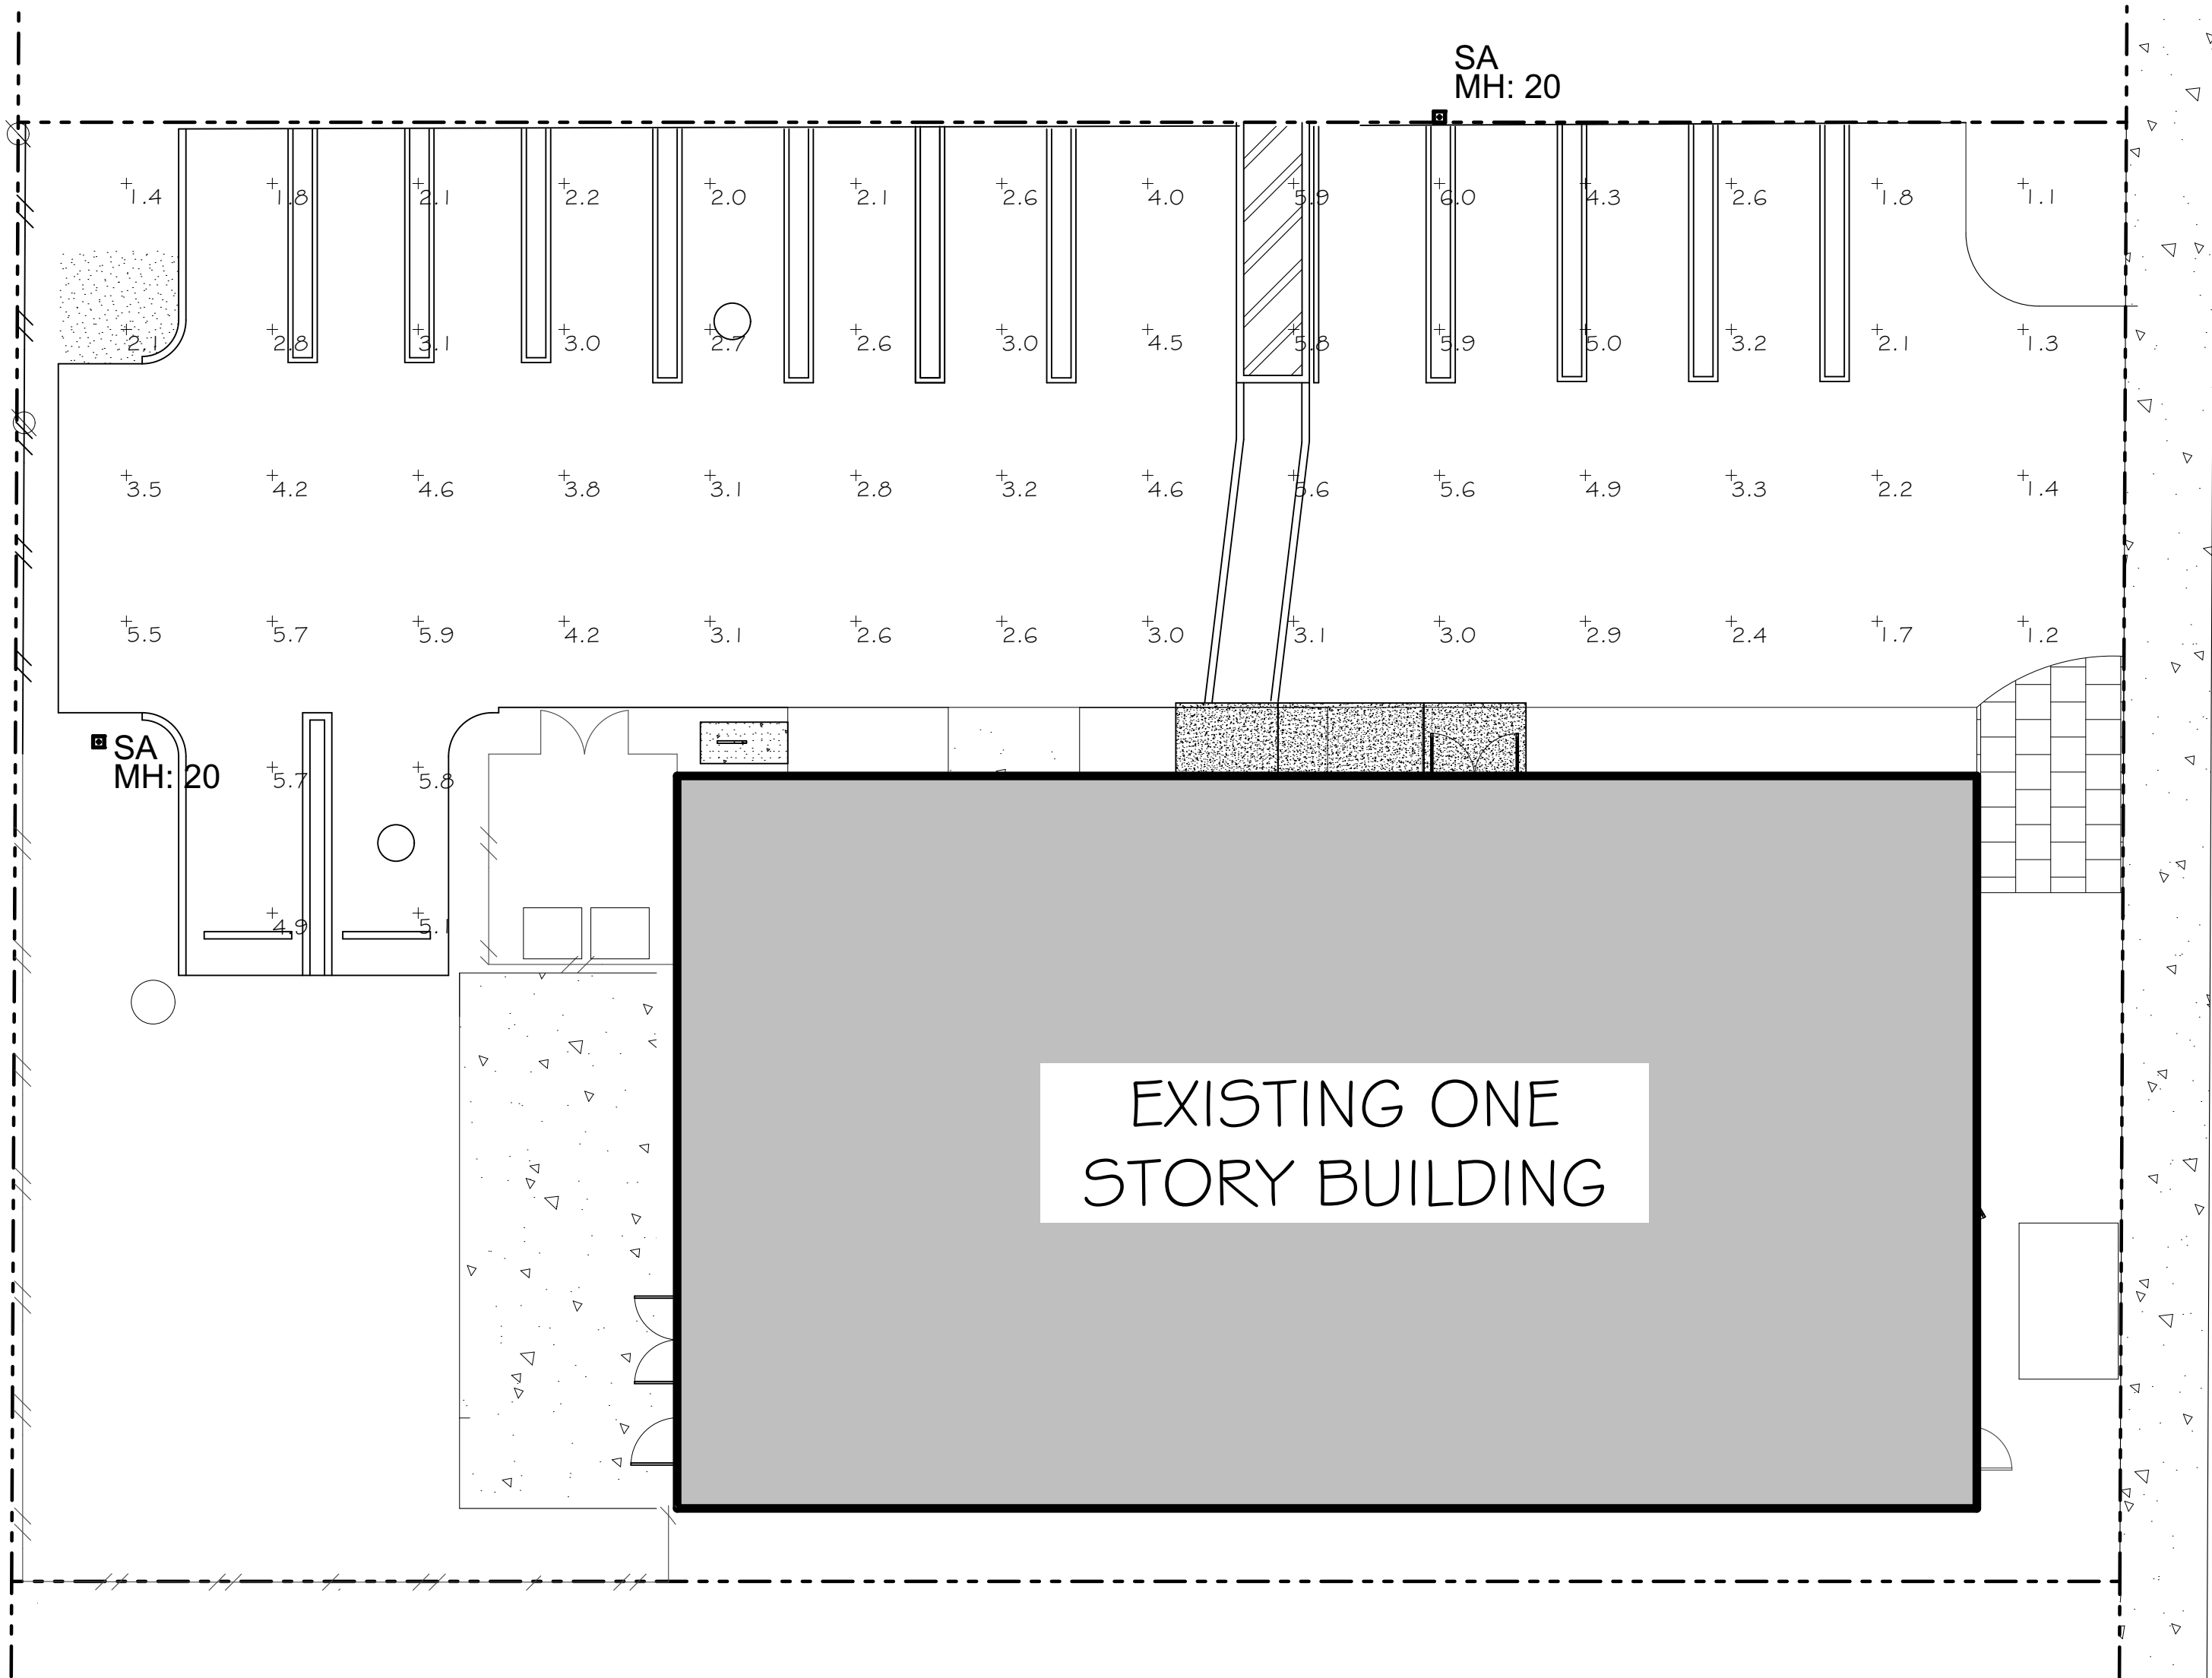 SA
MH: 20
1.4 1.8 2.1 2.2 2.0 2.1 2.6 4.0 5.9 6.0 4.3 2.6 1.8 1.1
2.1 2.8 3.1 3.0 2.7 2.6 3.0 4.5 5.8 5.9 5.0 3.2 2.1 1.3
3.5 4.2 4.6 3.8 3.1 2.8 3.2 4.6 5.6 5.6 4.9 3.3 2.2 1.4
5.5 5.7 5.9 4.2 3.1 2.6 2.6 3.0 3.1 3.0 2.9 2.4 1.7 1.2
SA
MH: 20
5.7 5.8
4.9 5.1
EXISTING ONE
STORY BUILDING